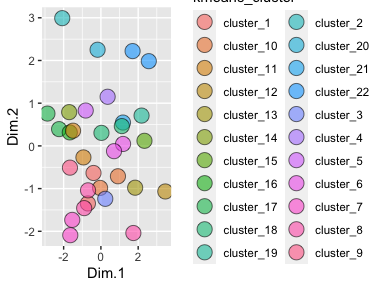 kmeans_cluster
3
2
1
0
-1
-2
Dim.2
-2 0 2
Dim.1
cluster_1
cluster_10
cluster_11
cluster_12
cluster_13
cluster_14
cluster_15
cluster_16
cluster_17
cluster_18
cluster_19
cluster_2
cluster_20
cluster_21
cluster_22
cluster_3
cluster_4
cluster_5
cluster_6
cluster_7
cluster_8
cluster_9